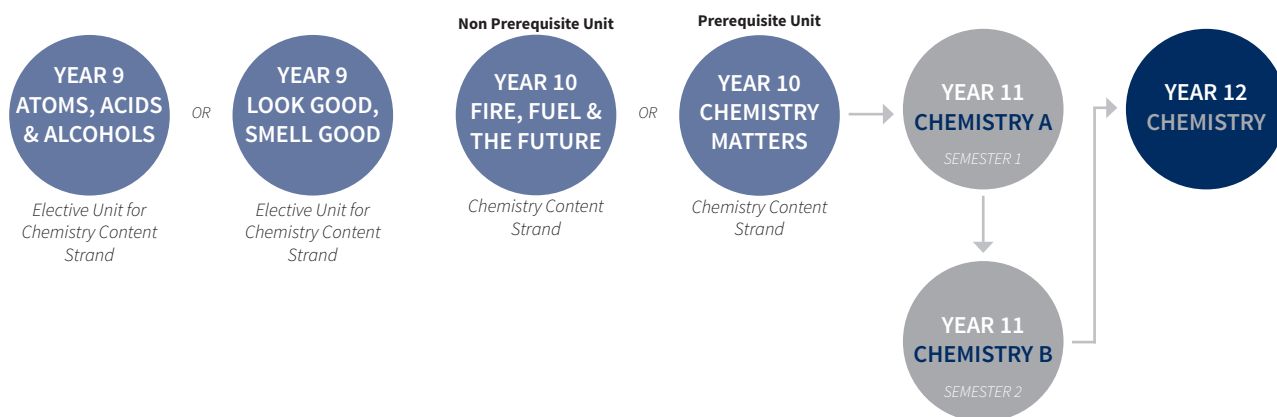 YEAR 9
ATOMS, ACIDS
& ALCOHOLS
Elective Unit for
Chemistry Content
Strand
OR
YEAR 9
LOOK GOOD,
SMELL GOOD
Elective Unit for
Chemistry Content
Strand
Non Prerequisite Unit
YEAR 10
FIRE, FUEL &
THE FUTURE
Chemistry Content
Strand
OR
Prerequisite Unit
YEAR 10
CHEMISTRY
MATTERS
Chemistry Content
Strand
YEAR 11
CHEMISTRY A
SEMESTER 1
YEAR 11
CHEMISTRY B
SEMESTER 2
YEAR 12
CHEMISTRY